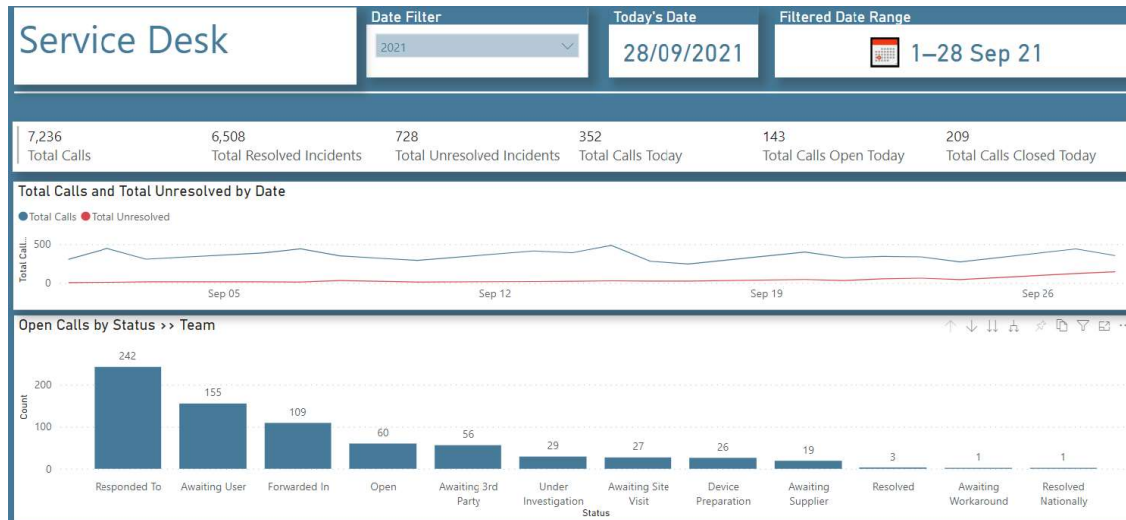 Service Desk
Date Filter
2021
Today's Date
28/09/2021
Filtered Date Range
1–28 Sep 21
7,236
Total Calls
6,508
Total Resolved Incidents
728
Total Unresolved Incidents
352
Total Calls Today
143
Total Calls Open Today
209
Total Calls Closed Today
Total Calls and Total Unresolved by Date
Total Calls Total Unresolved
Total Call...
500
0
Sep 05 Sep 12 Sep 19 Sep 26
Open Calls by Status >> Team
Count
200
100
0
242 155 109 60 56 29 27 26 19 3 1 1
Responded To
Awaiting User
Forwarded In
Open
Awaiting 3rd
Party
Under
Investigation
Awaiting Site
Visit
Device
Preparation
Awaiting
Supplier
Resolved
Awaiting
Workaround
Resolved
Nationally
Status